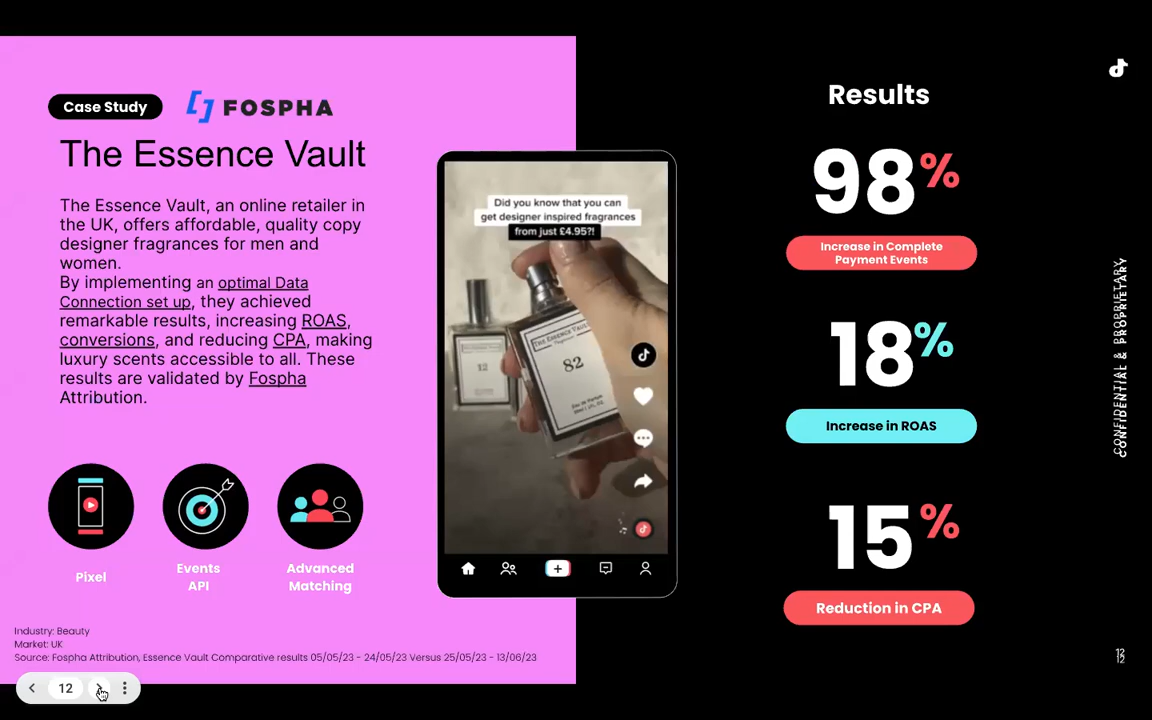 Case Study
FOSPHA
The Essence Vault
The Essence Vault, an online retailer in
the UK, offers affordable, quality copy
designer fragrances for men and
women.
By implementing an optimal Data
Connection set up, they achieved
remarkable results, increasing ROAS,
conversions, and reducing CPA, making
luxury scents accessible to all. These
results are validated by Fospha
Attribution.
Pixel
Events
API
Advanced
Matching
Industry: Beauty
Market: UK
Source: Fospha Attribution, Essence Vault Comparative results 05/05/23 - 24/05/23 Versus 25/05/23 - 13/06/23
12
Did you know that you can
get designer inspired fragrances
from just £4.95?!
THE ESSENCE VAULT
82
12
Results
98%
Increase in Complete
Payment Events
18%
Increase in ROAS
15%
Reduction in CPA
CONFIDENTIAL & PROPRIETARY
CONFIDENTIAL & PROPRIETARY
12
12